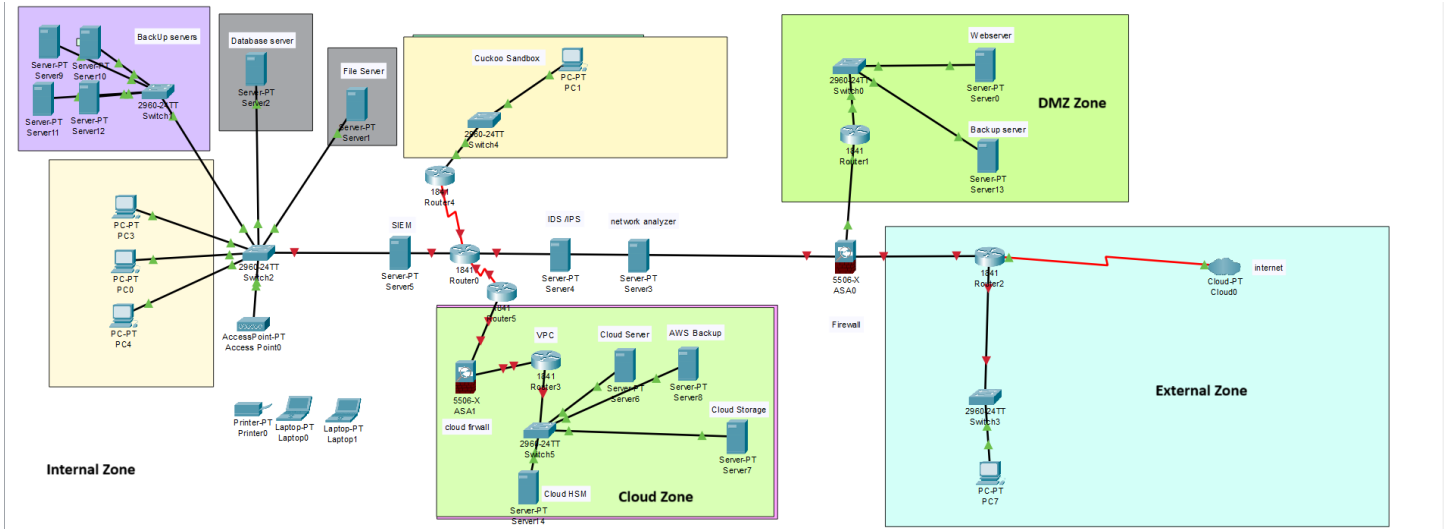 BackUp servers
Server-PT
Server9
Server-PT
Server10
Server-PT
Server11
Server-PT
Server12
2960-24TT
Database server
Server-PT
Server2
File Server
Server-PT
Server1
Cuckoo Sandbox
PC-PT
PC1
2960-24TT
Switch4
1841
Router4
Webserver
2960-24TT
Switch0
Server-PT
Server0
DMZ Zone
Backup server
1841
Router1
Server-PT
Server13
PC-PT
PC3
PC-PT
PC0
PC-PT
PC4
2960-24TT
Switch2
AccessPoint-PT
Access Point0
SIEM
Server-PT
Server5
1841
Router0
IDS /IPS
Server-PT
Server4
network analyzer
Server-PT
Server3
5506-X
ASA0
Firewall
1841
Router2
internet
Cloud-PT
Cloud0
1841
Router5
VPC
1841
Router3
Cloud Server
Server-PT
Server6
AWS Backup
Server-PT
Server8
5506-X
ASA1
cloud firwall
2960-24TT
Switch5
Cloud Storage
Server-PT
Server7
Cloud HSM
Server-PT
Server14
Cloud Zone
2960-24TT
Switch3
PC-PT
PC7
External Zone
Printer-PT
Printer0
Laptop-PT
Laptop0
Laptop-PT
Laptop1
Internal Zone